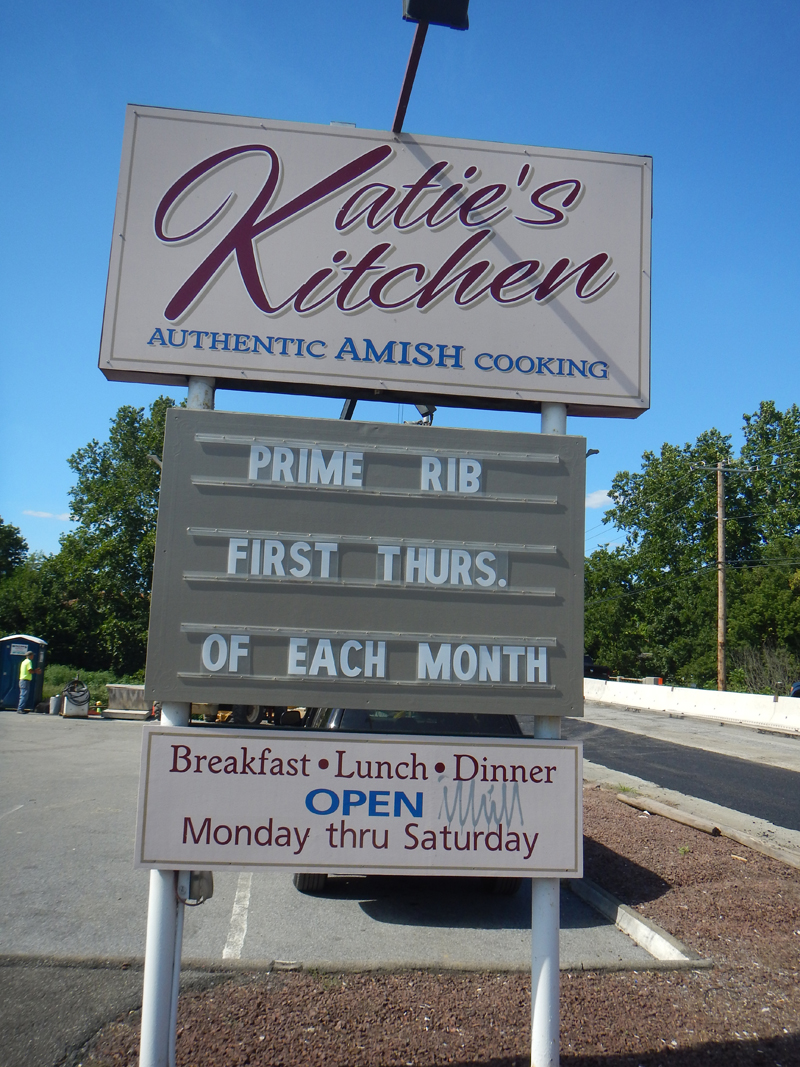 Katie's
Kitchen
AUTHENTIC AMISH COOKING
PRIME RIB
FIRST THURS.
OF EACH MONTH
Breakfast • Lunch • Dinner
OPEN
Monday thru Saturday